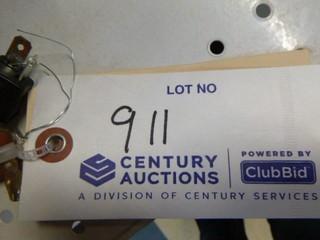 LOT NO
911
CENTURY
AUCTIONS
POWERED BY
ClubBid
A DIVISION OF CENTURY SERVICES